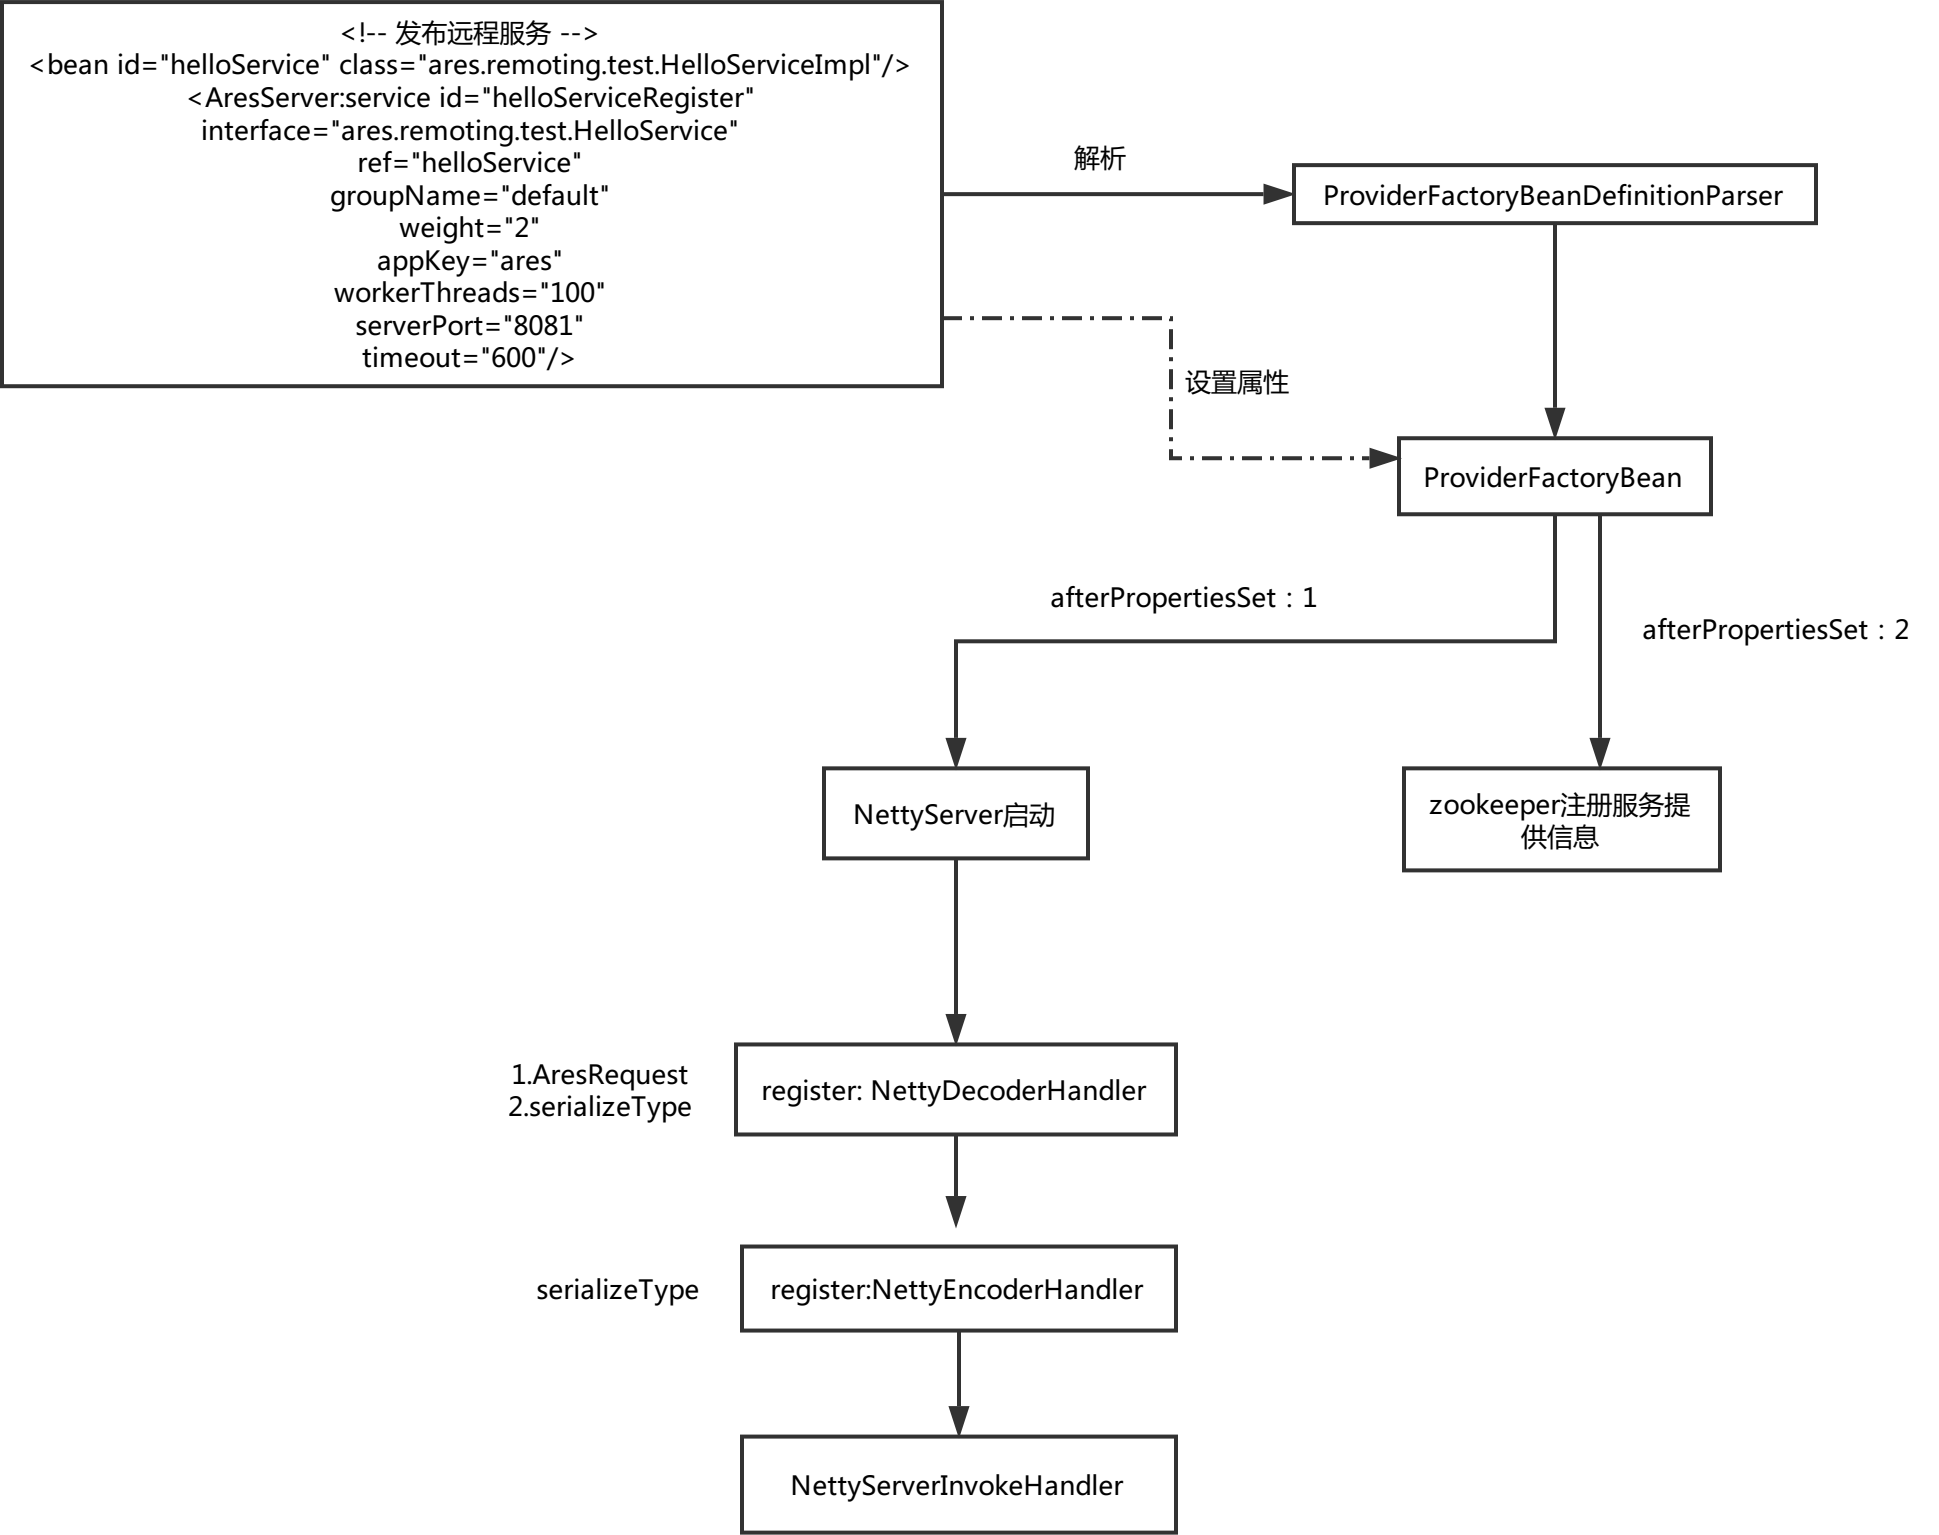 <!-- 发布远程服务 -->
<bean id="helloService" class="ares.remoting.test.HelloServiceImpl"/>
<AresServer:service id="helloServiceRegister"
interface="ares.remoting.test.HelloService"
ref="helloService"
groupName="default"
weight="2"
appKey="ares"
workerThreads="100"
serverPort="8081"
timeout="600"/>
解析
ProviderFactoryBeanDefinitionParser
设置属性
ProviderFactoryBean
afterPropertiesSet：1
afterPropertiesSet：2
NettyServer启动
zookeeper注册服务提
供信息
1.AresRequest
2.serializeType
register: NettyDecoderHandler
serializeType
register:NettyEncoderHandler
NettyServerInvokeHandler